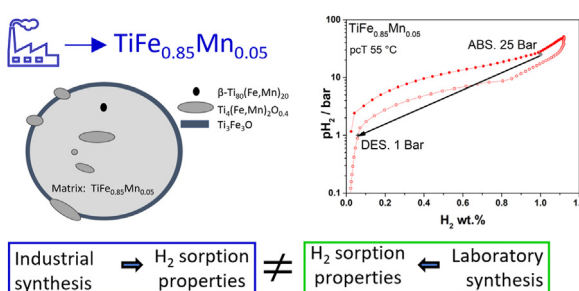 TiFe₀.₈₅Mn₀.₀₅
β-Ti₈₀(Fe,Mn)₂₀
Ti₄(Fe,Mn)₂O₀.₄
Ti₃Fe₃O
Matrix: TiFe₀.₈₅Mn₀.₀₅
TiFe₀.₈₅Mn₀.₀₅
pcT 55 °C
ABS. 25 Bar
DES. 1 Bar
pH₂ / bar
100
10
1
0.1
0.0 0.2 0.4 0.6 0.8 1.0
H₂ wt.%
Industrial synthesis
H₂ sorption properties
≠
H₂ sorption properties
Laboratory synthesis